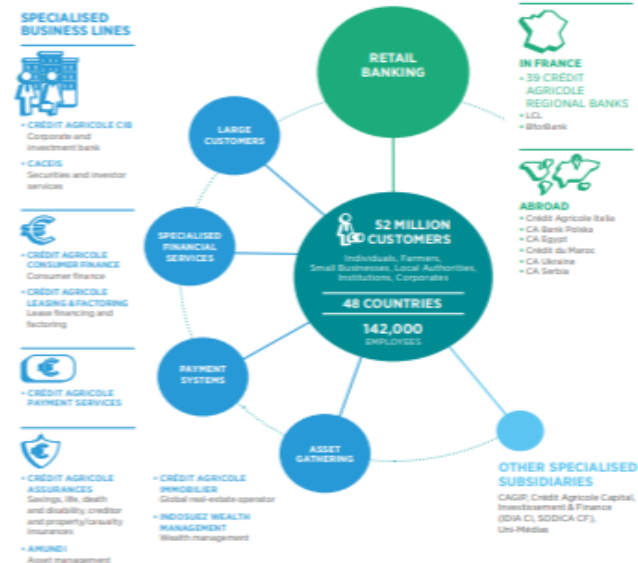 SPECIALISED
BUSINESS LINES
• CRÉDIT AGRICOLE CIB
Corporate and
investment bank
• CACEIS
Securities and investor
services
• CRÉDIT AGRICOLE
CONSUMER FINANCE
Consumer finance
• CRÉDIT AGRICOLE
LEASING & FACTORING
Lease financing and
factoring
• CRÉDIT AGRICOLE
PAYMENT SERVICES
• CRÉDIT AGRICOLE
ASSURANCES
Savings, life, death
and disability, creditor
and property/casualty
insurances
• AMUNDI
Asset management
• CRÉDIT AGRICOLE
IMMOBILIER
Global real-estate operator
• INDOSUEZ WEALTH
MANAGEMENT
Wealth management
RETAIL
BANKING
LARGE
CUSTOMERS
SPECIALISED
FINANCIAL
SERVICES
PAYMENT
SYSTEMS
ASSET
GATHERING
52 MILLION
CUSTOMERS
Individuals, Farmers,
Small Businesses, Local Authorities,
Institutions, Corporates
48 COUNTRIES
142,000
EMPLOYEES
IN FRANCE
• 39 CRÉDIT
AGRICOLE
REGIONAL BANKS
• LCL
• BforBank
ABROAD
• Crédit Agricole Italia
• CA Bank Polska
• CA Egypt
• Crédit du Maroc
• CA Ukraine
• CA Serbia
OTHER SPECIALISED
SUBSIDIARIES
CAGIP, Crédit Agricole Capital,
Investissement & Finance
(IDIA CI, SODICA CF),
Uni-Médias